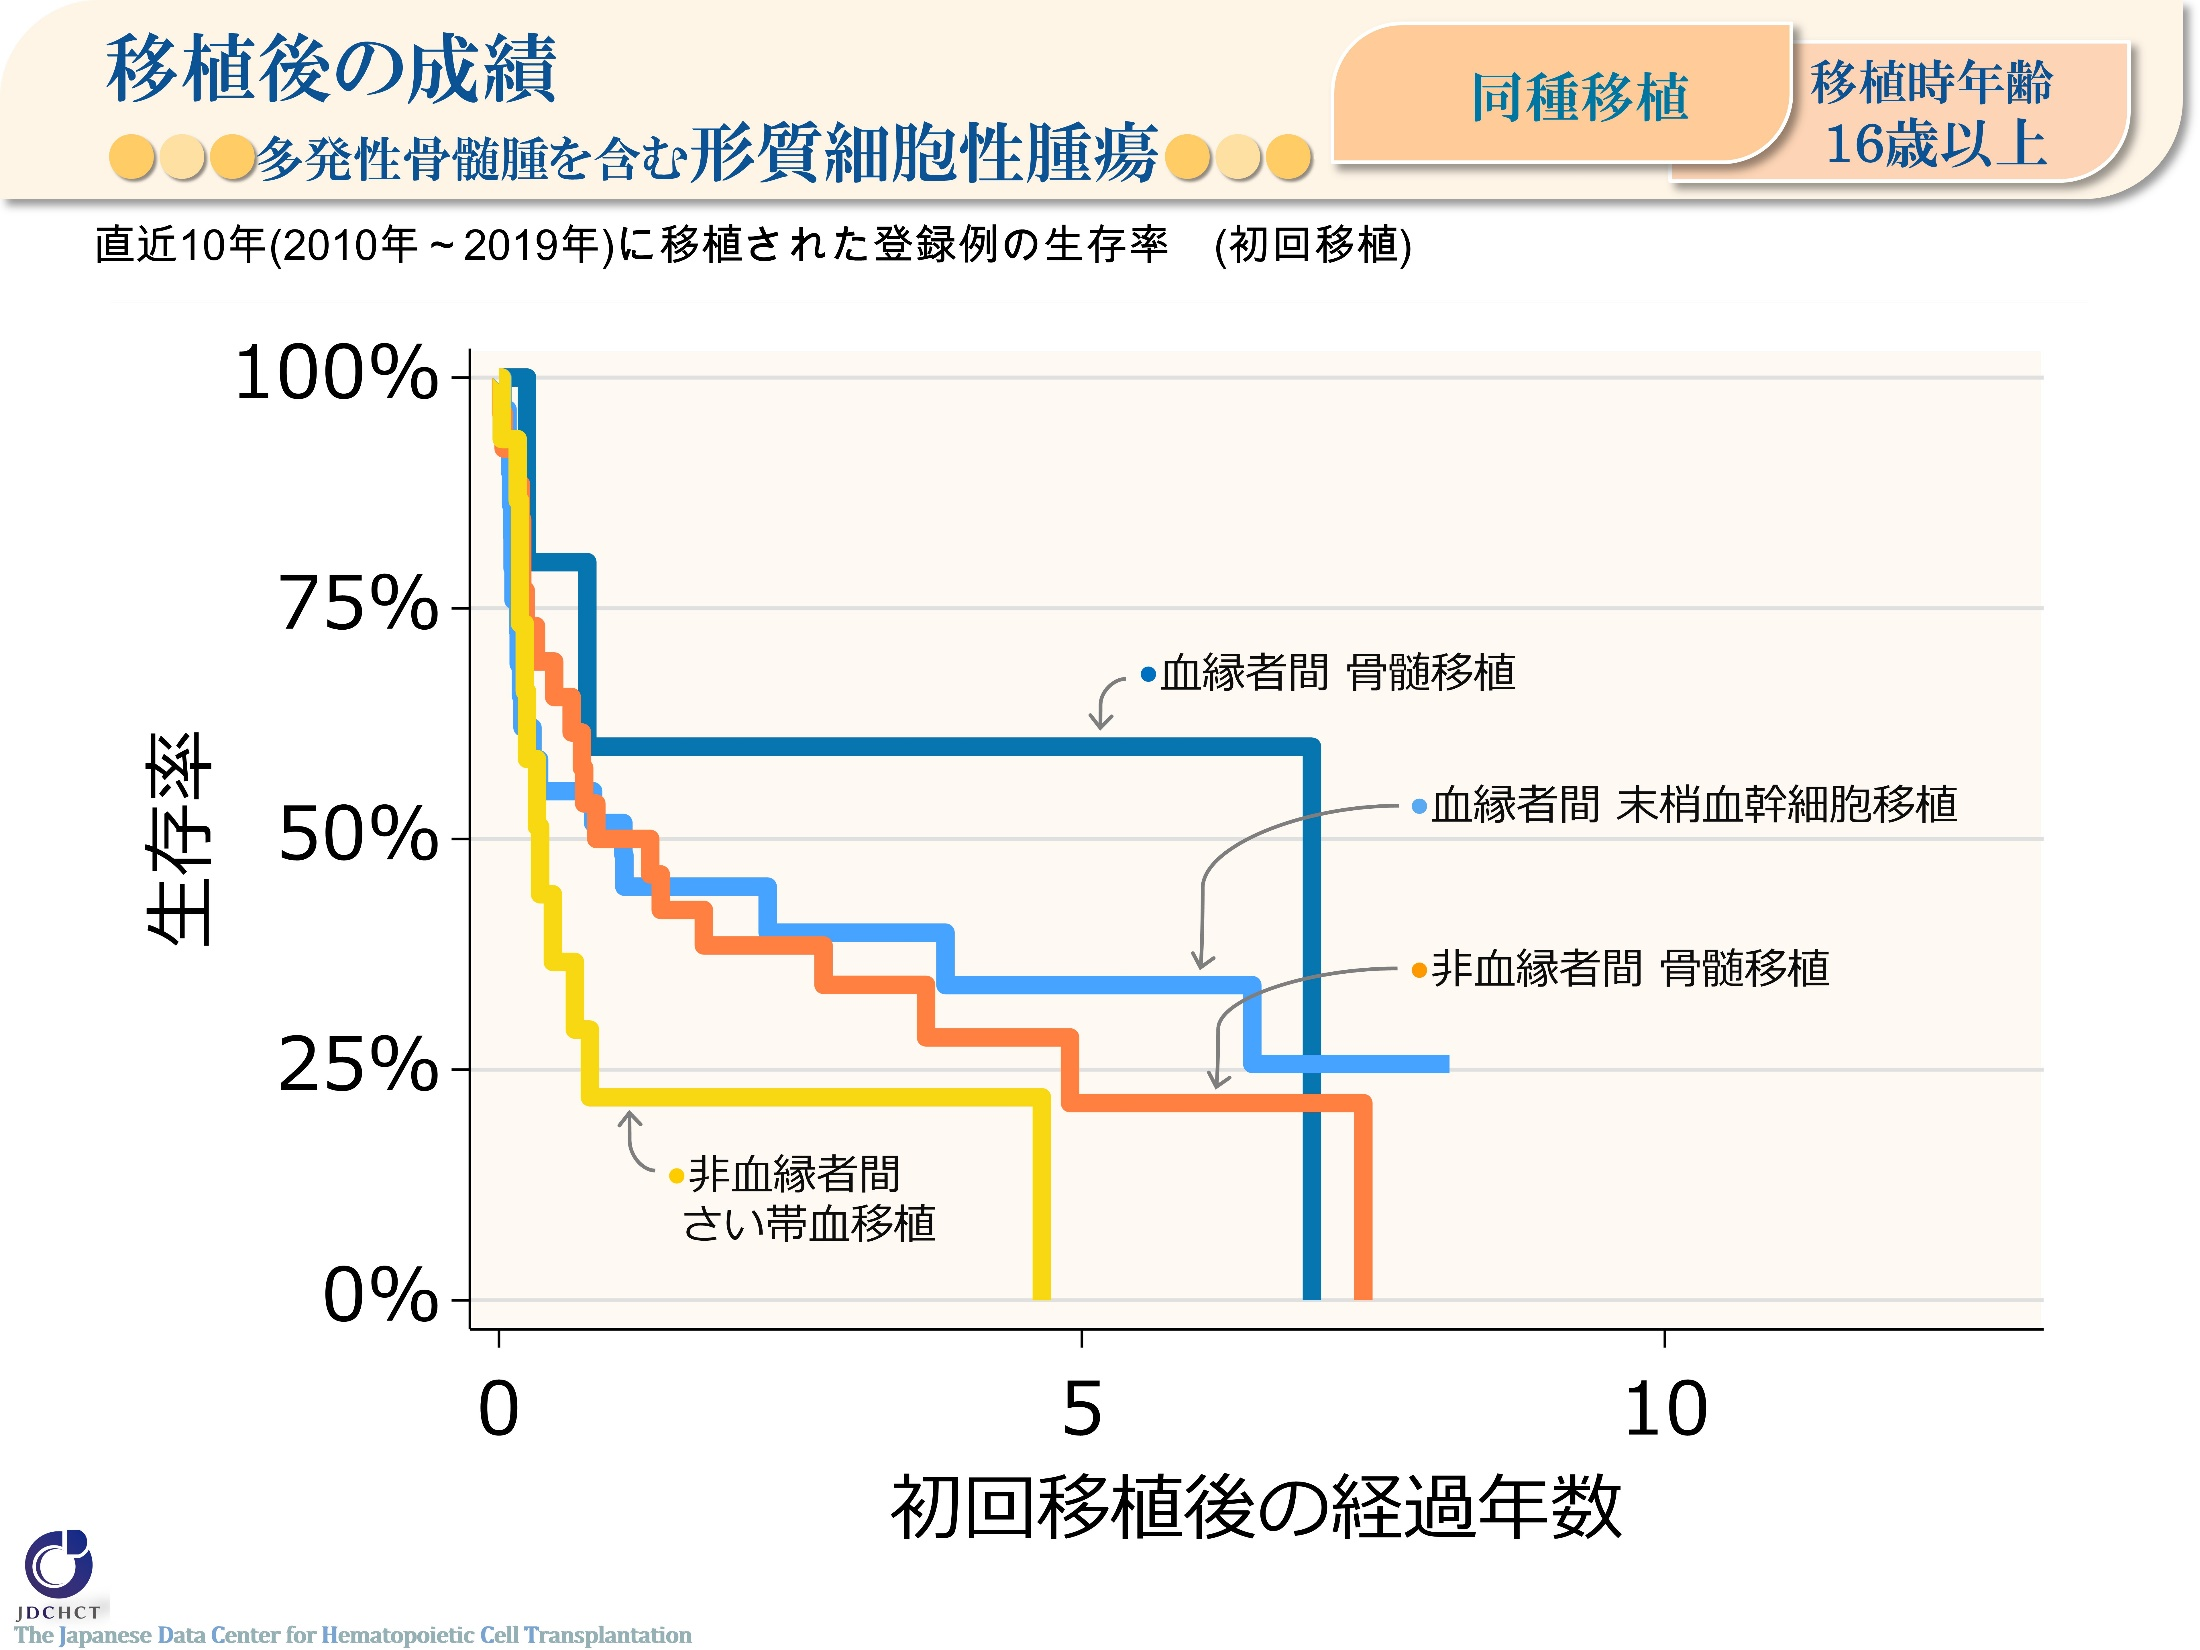 移植後の成績
多発性骨髄腫を含む形質細胞性腫瘍
同種移植
移植時年齢
16歳以上
直近10年(2010年～2019年)に移植された登録例の生存率　(初回移植)
100%
75%
50%
25%
0%
生存率
血縁者間 骨髄移植
血縁者間 末梢血幹細胞移植
非血縁者間 骨髄移植
非血縁者間
さい帯血移植
0
5
10
初回移植後の経過年数
JDCHCT
The Japanese Data Center for Hematopoietic Cell Transplantation